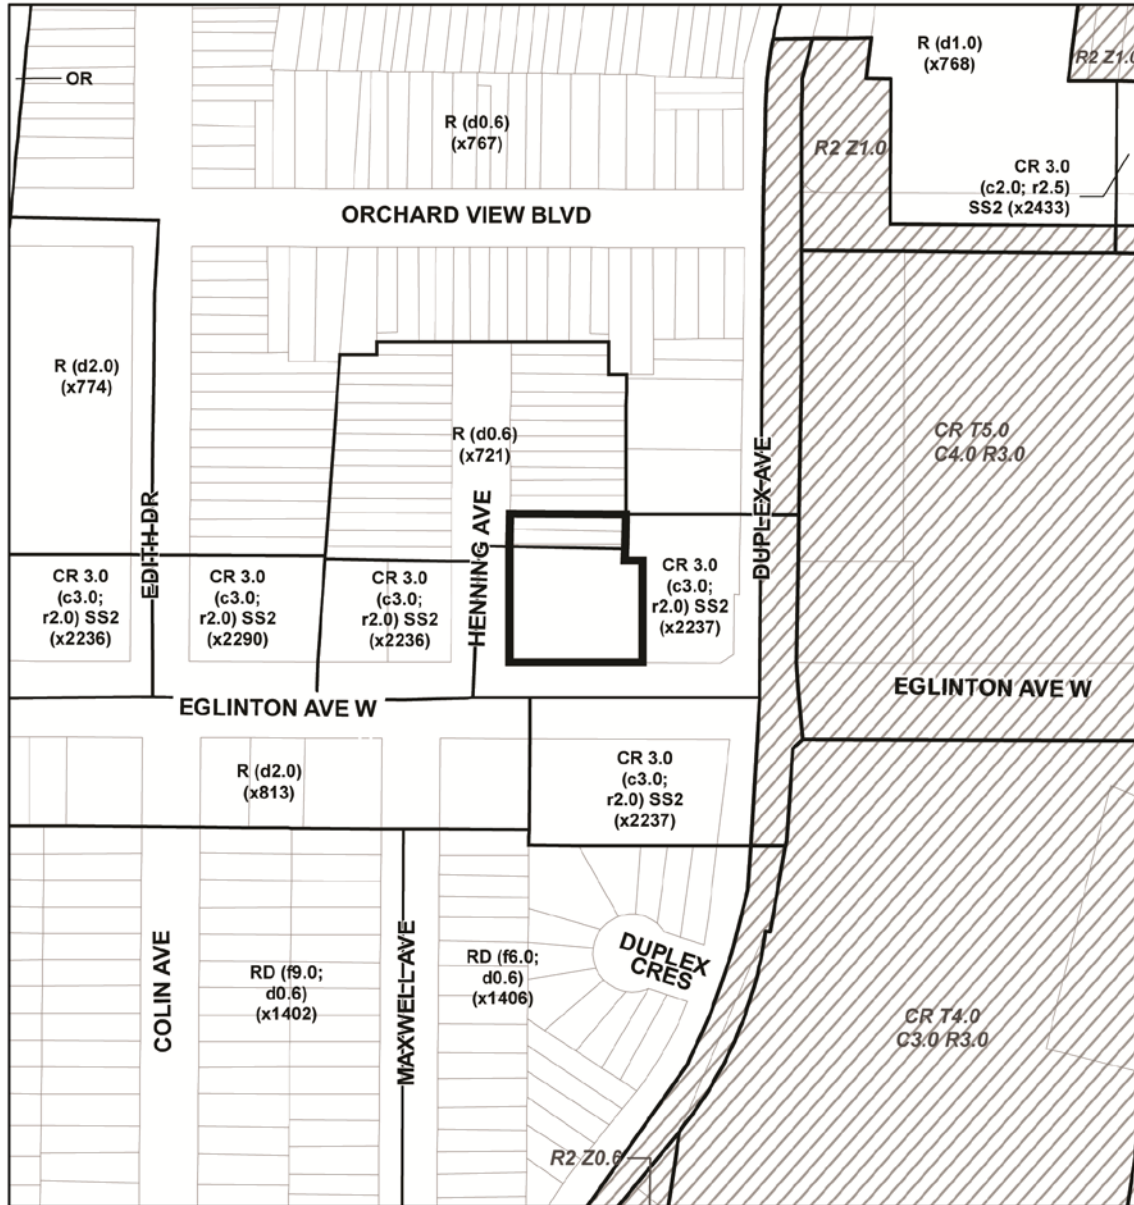 R (d1.0)
(x768)
R2 Z1.0
OR
R (d0.6)
(x767)
R2 Z1.0
CR 3.0
(c2.0; r2.5)
SS2 (x2433)
ORCHARD VIEW BLVD
R (d2.0)
(x774)
R (d0.6)
(x721)
CR T5.0
C4.0 R3.0
EDITH DR
HENNING AVE
DUPLEX AVE
CR 3.0
(c3.0;
r2.0) SS2
(x2236)
CR 3.0
(c3.0;
r2.0) SS2
(x2290)
CR 3.0
(c3.0;
r2.0) SS2
(x2236)
CR 3.0
(c3.0;
r2.0) SS2
(x2237)
EGLINTON AVE W
EGLINTON AVE W
R (d2.0)
(x813)
CR 3.0
(c3.0;
r2.0) SS2
(x2237)
COLIN AVE
RD (f9.0;
d0.6)
(x1402)
MAXWELL AVE
RD (f6.0;
d0.6)
(x1406)
DUPLEX
CRES
CR T4.0
C3.0 R3.0
R2 Z0.6